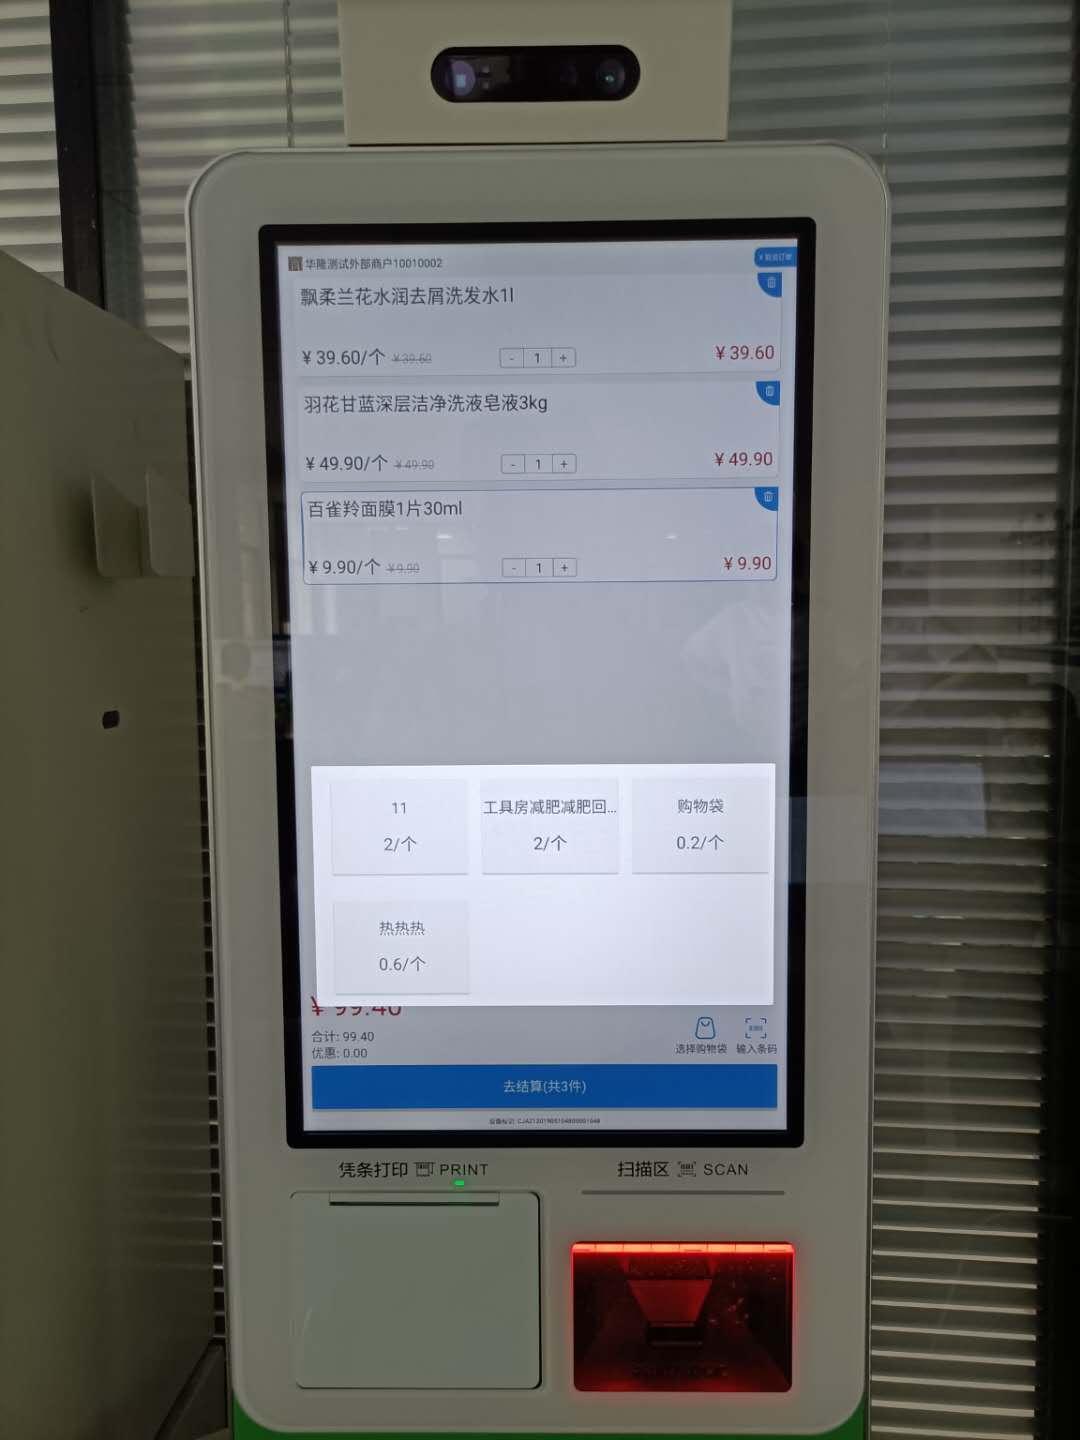 华隆测试外部商户10010002
×取消订单
飘柔兰花水润去屑洗发水1l
¥ 39.60/个 ¥ 39.60 - 1 + ¥ 39.60
羽花甘蓝深层洁净洗液皂液3kg
¥ 49.90/个 ¥ 49.90 - 1 + ¥ 49.90
百雀羚面膜1片30ml
¥ 9.90/个 ¥ 9.90 - 1 + ¥ 9.90
11
2/个
工具房减肥减肥回...
2/个
购物袋
0.2/个
热热热
0.6/个
¥ 99.40
合计: 99.40
优惠: 0.00
选择购物袋 输入条码
去结算(共3件)
凭条打印 PRINT
扫描区 SCAN